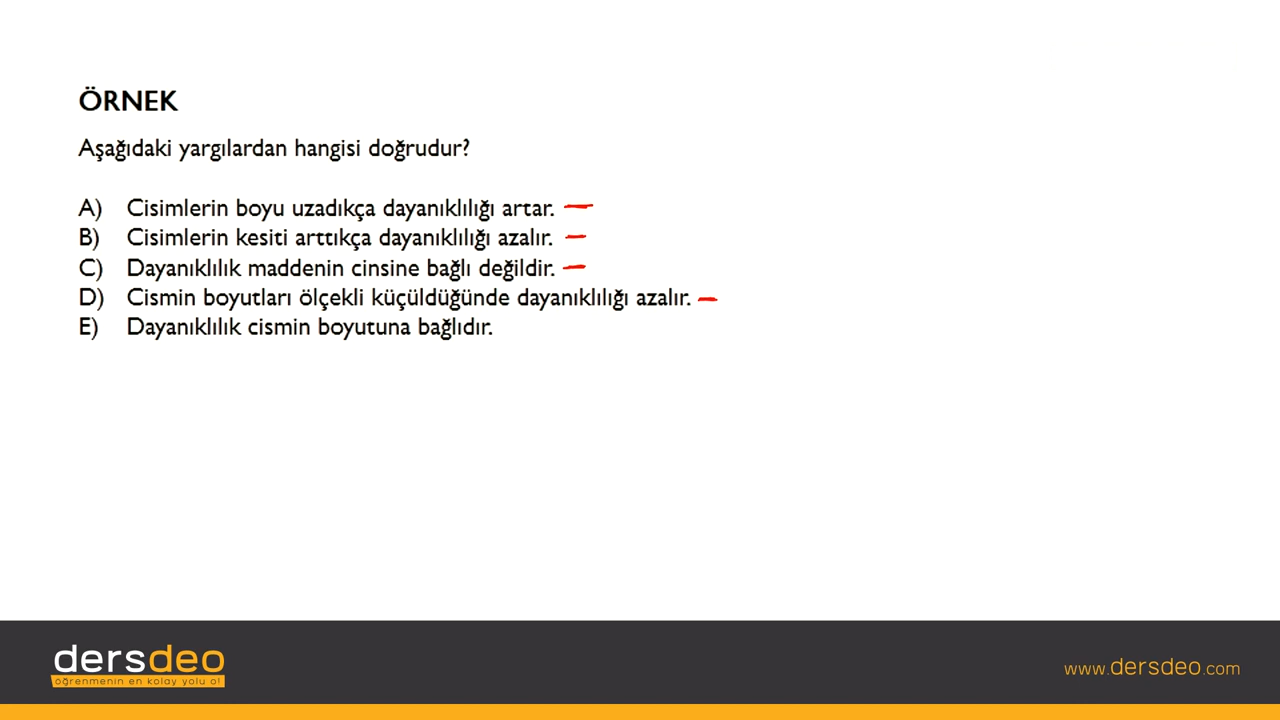 ÖRNEK
Aşağıdaki yargılardan hangisi doğrudur?
A) Cisimlerin boyu uzadıkça dayanıklılığı artar.
B) Cisimlerin kesiti arttıkça dayanıklılığı azalır.
C) Dayanıklılık maddenin cinsine bağlı değildir.
D) Cismin boyutları ölçekli küçüldüğünde dayanıklılığı azalır.
E) Dayanıklılık cismin boyutuna bağlıdır.
dersdeo
öğrenmenin en kolay yolu o!
www.dersdeo.com